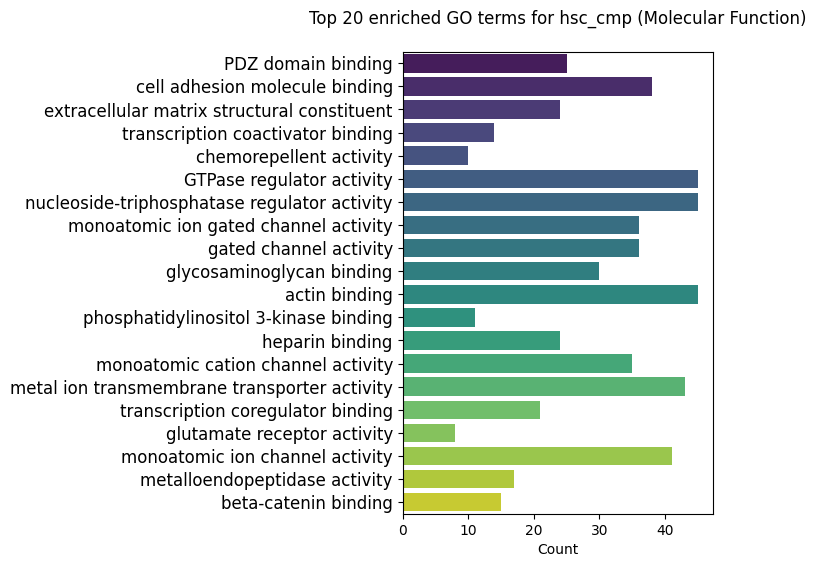 Top 20 enriched GO terms for hsc_cmp (Molecular Function)
PDZ domain binding
cell adhesion molecule binding
extracellular matrix structural constituent
transcription coactivator binding
chemorepellent activity
GTPase regulator activity
nucleoside-triphosphatase regulator activity
monoatomic ion gated channel activity
gated channel activity
glycosaminoglycan binding
actin binding
phosphatidylinositol 3-kinase binding
heparin binding
monoatomic cation channel activity
metal ion transmembrane transporter activity
transcription coregulator binding
glutamate receptor activity
monoatomic ion channel activity
metalloendopeptidase activity
beta-catenin binding
0 10 20 30 40
Count